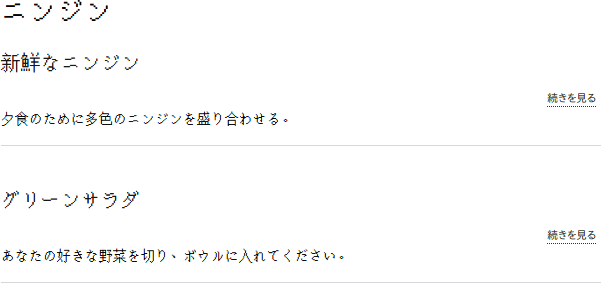 ニンジン
新鮮なニンジン
続きを見る
夕食のために多色のニンジンを盛り合わせる。
グリーンサラダ
続きを見る
あなたの好きな野菜を切り、ボウルに入れてください。